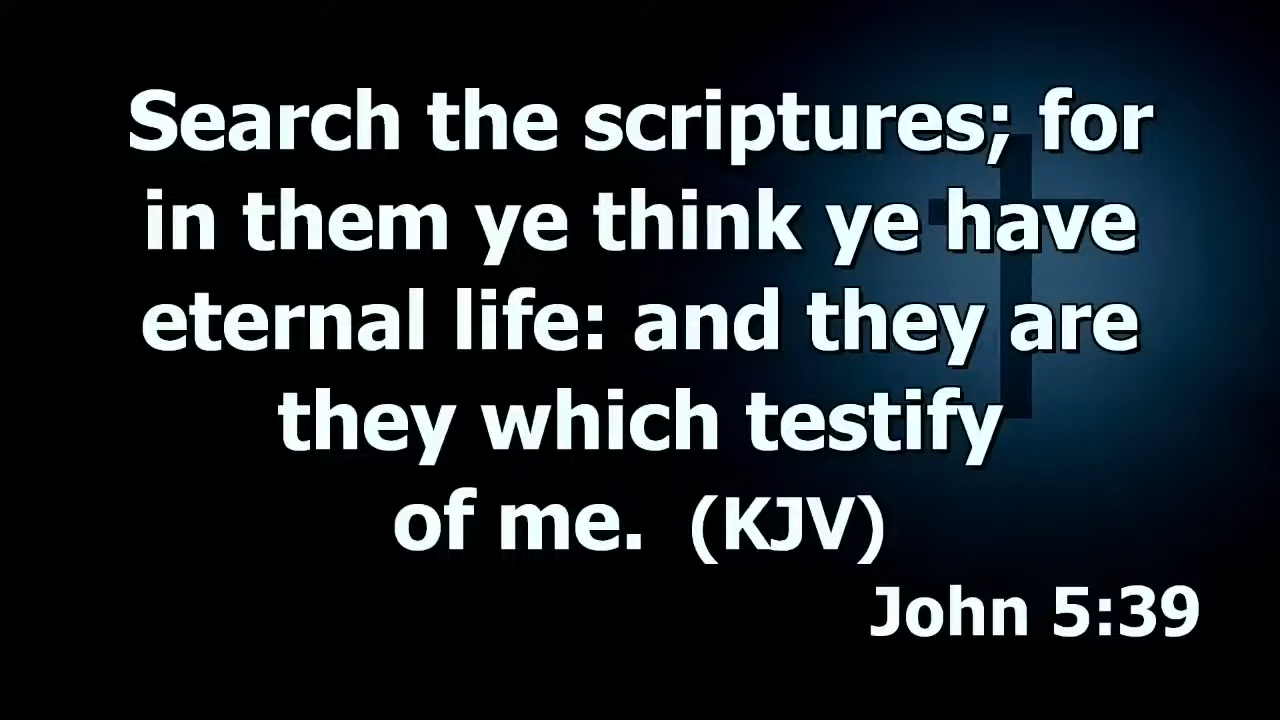 Search the scriptures; for
in them ye think ye have
eternal life: and they are
they which testify
of me.  (KJV)
John 5:39